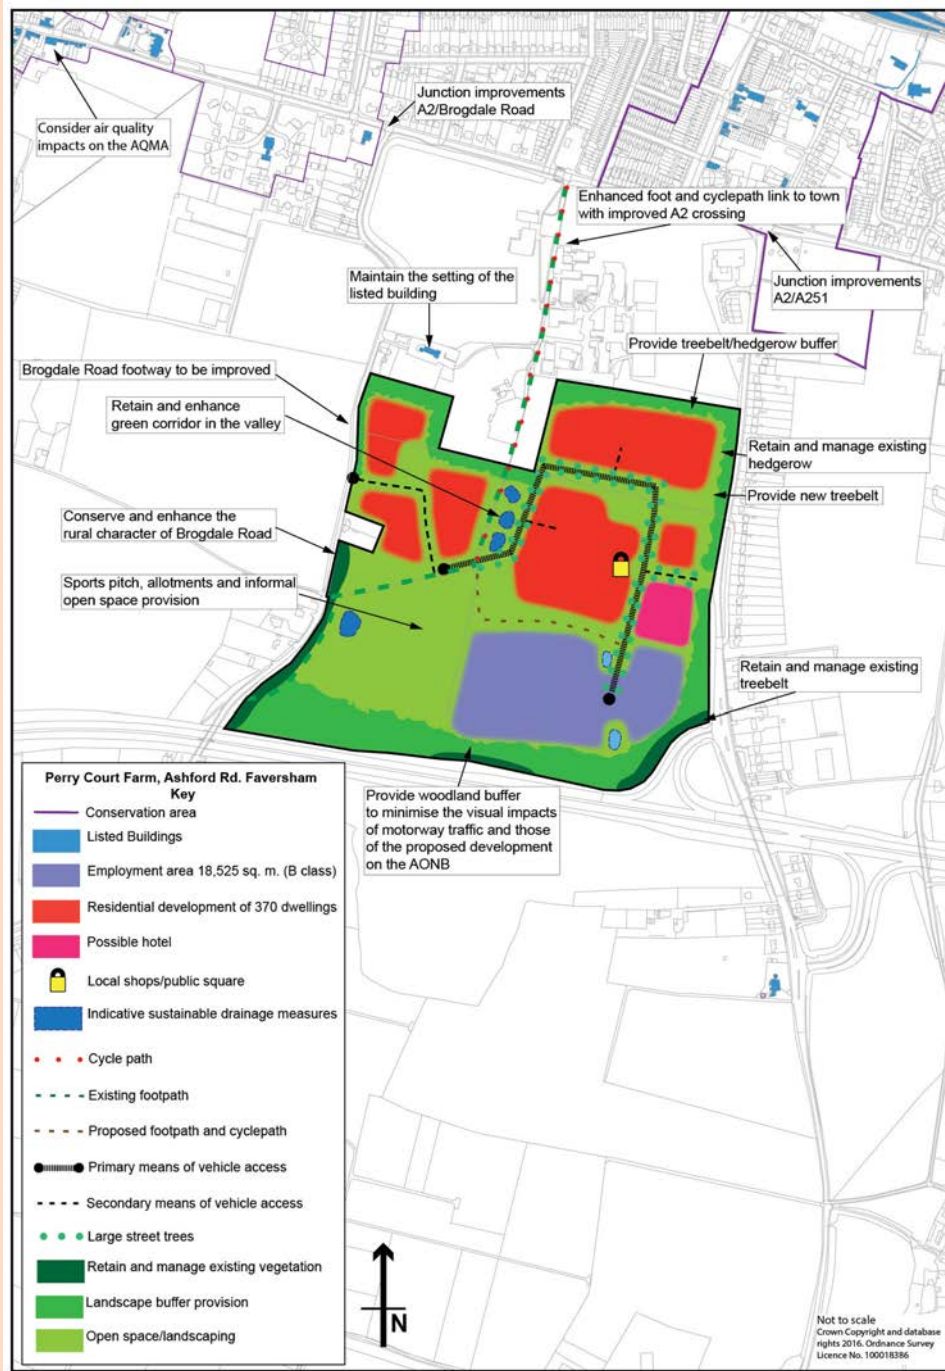 Consider air quality
impacts on the AQMA
Junction improvements
A2/Brogdale Road
Enhanced foot and cyclepath link to town
with improved A2 crossing
Maintain the setting of the
listed building
Junction improvements
A2/A251
Provide treebelt/hedgerow buffer
Brogdale Road footway to be improved
Retain and enhance
green corridor in the valley
Retain and manage existing
hedgerow
Provide new treebelt
Conserve and enhance the
rural character of Brogdale Road
Sports pitch, allotments and informal
open space provision
Retain and manage existing
treebelt
Provide woodland buffer
to minimise the visual impacts
of motorway traffic and those
of the proposed development
on the AONB
Perry Court Farm, Ashford Rd. Faversham
Key
Conservation area
Listed Buildings
Employment area 18,525 sq. m. (B class)
Residential development of 370 dwellings
Possible hotel
Local shops/public square
Indicative sustainable drainage measures
Cycle path
Existing footpath
Proposed footpath and cyclepath
Primary means of vehicle access
Secondary means of vehicle access
Large street trees
Retain and manage existing vegetation
Landscape buffer provision
Open space/landscaping
N
Not to scale
Crown Copyright and database
rights 2016. Ordnance Survey
Licence No. 100018386